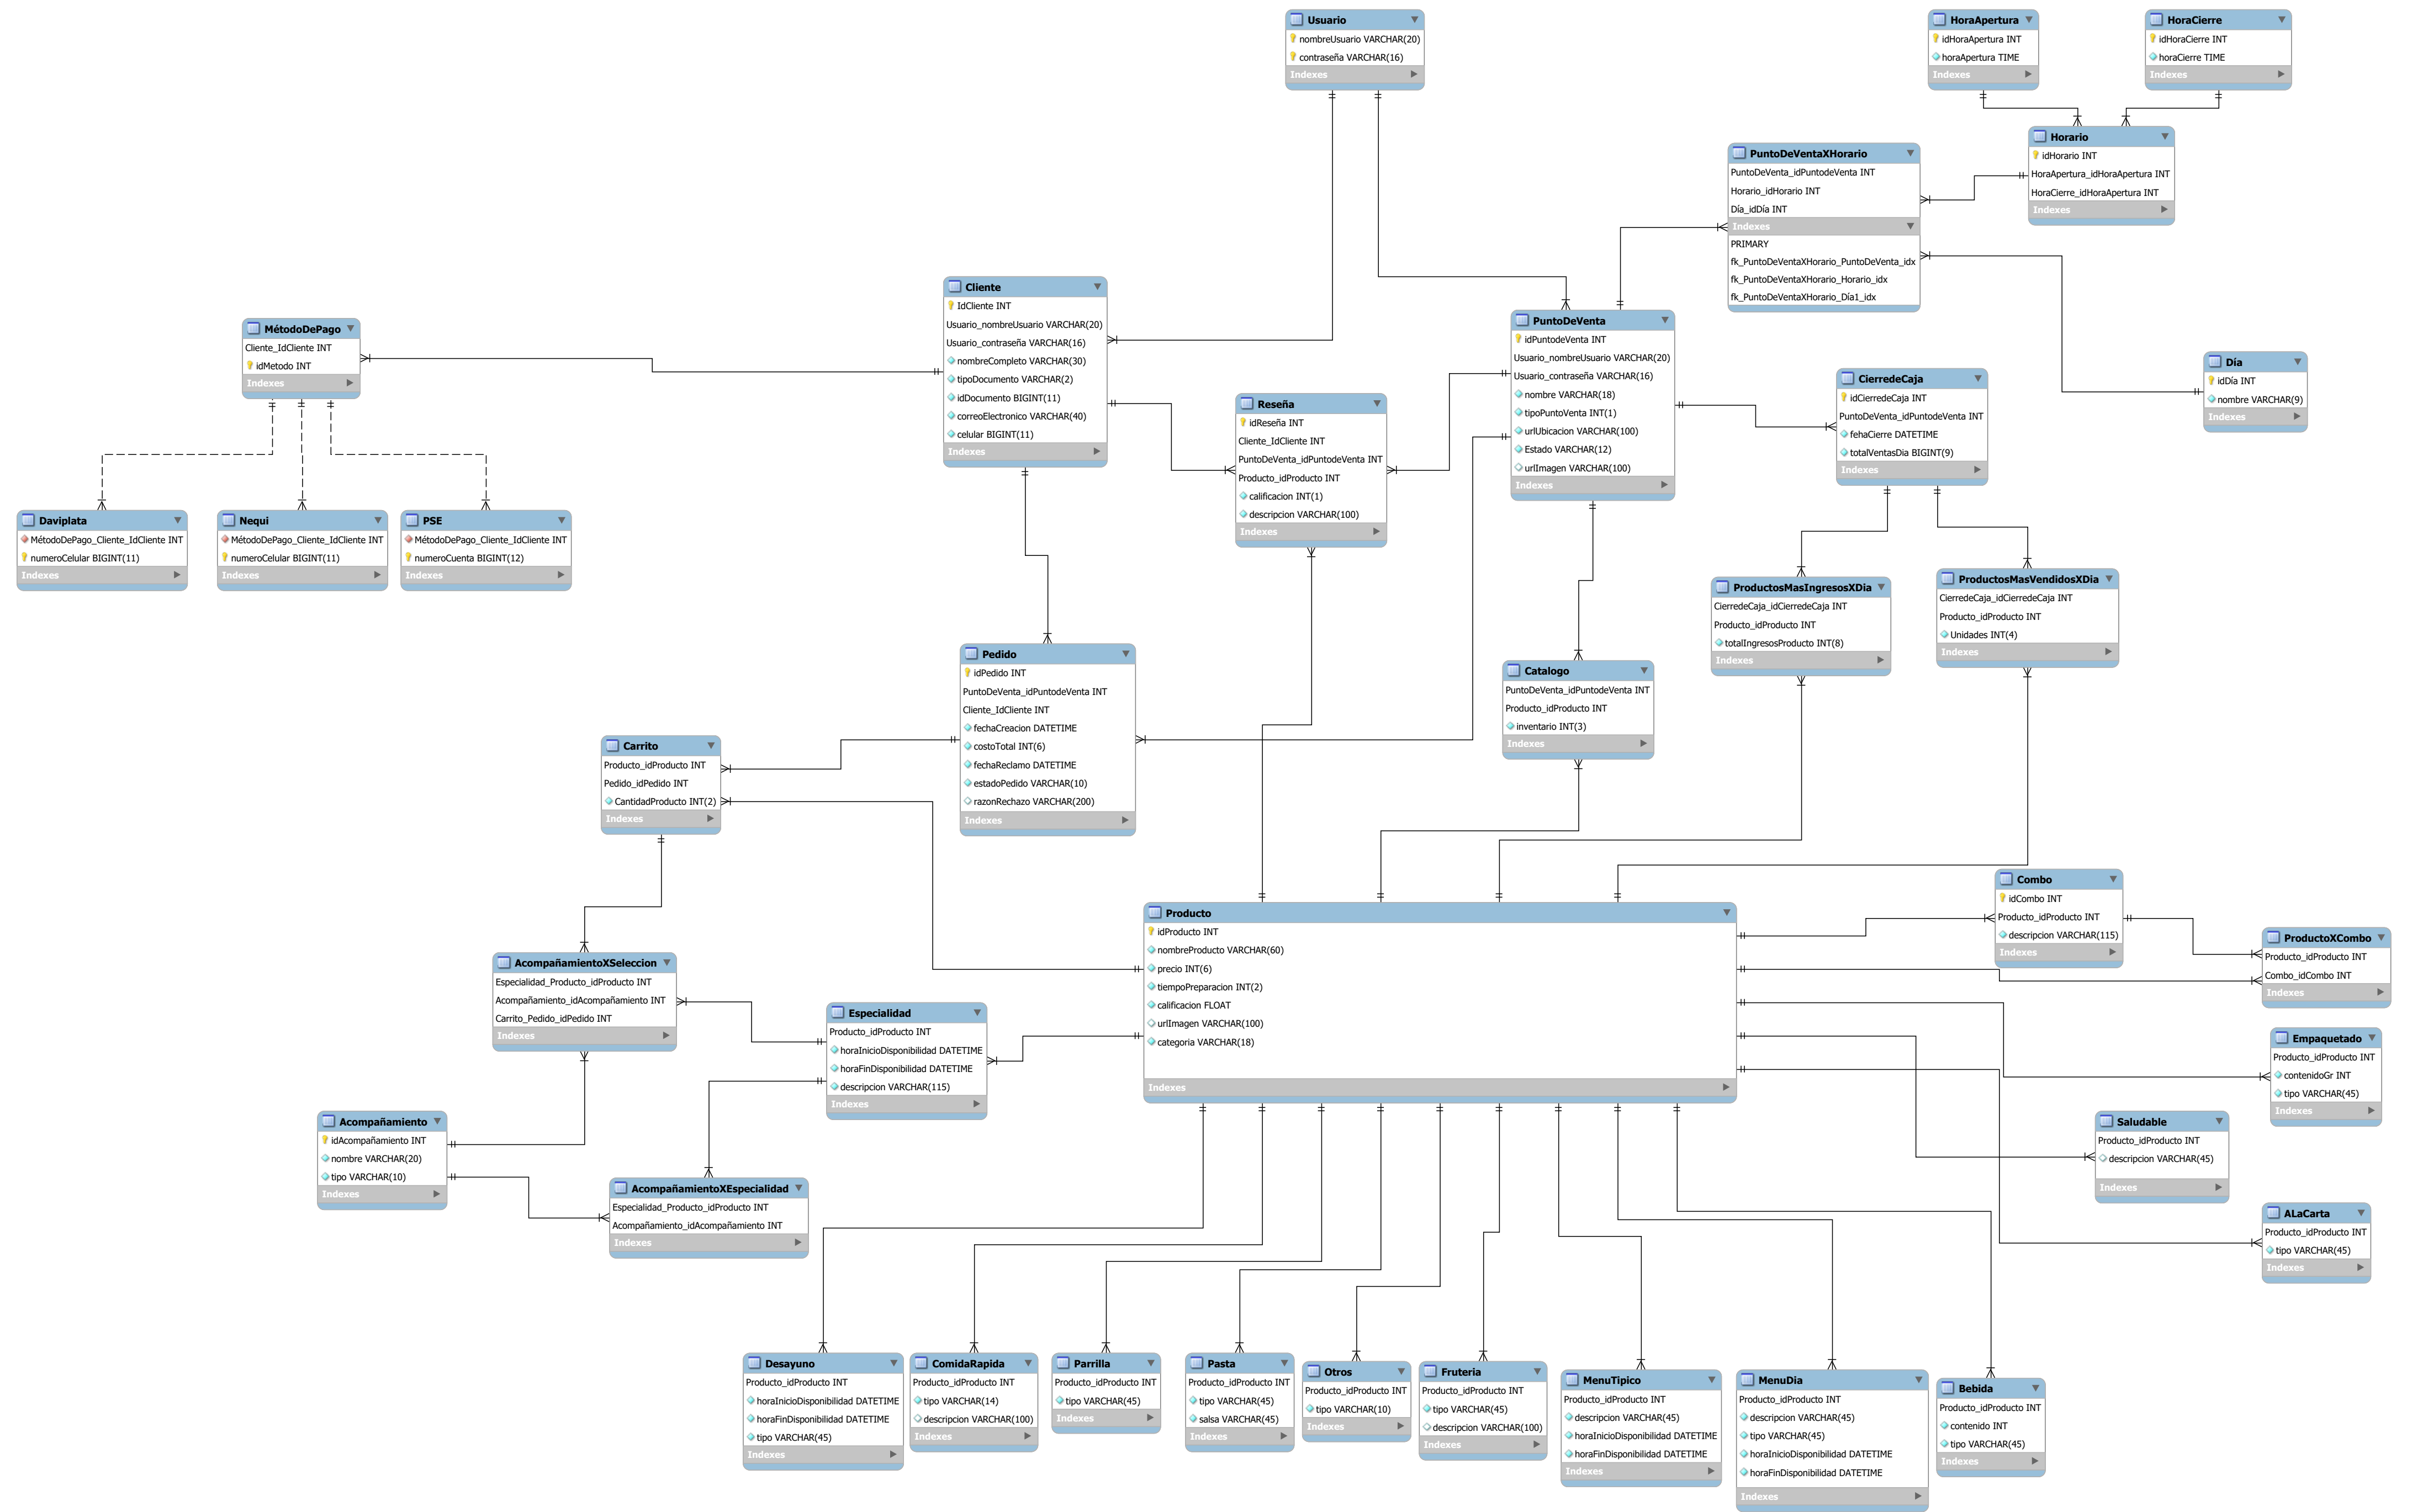 Usuario
nombreUsuario VARCHAR(20)
contraseña VARCHAR(16)
Indexes
HoraApertura
idHoraApertura INT
horaApertura TIME
Indexes
HoraCierre
idHoraCierre INT
horaCierre TIME
Indexes
Horario
idHorario INT
HoraApertura_idHoraApertura INT
HoraCierre_idHoraApertura INT
Indexes
PuntoDeVentaXHorario
PuntoDeVenta_idPuntodeVenta INT
Horario_idHorario INT
Día_idDía INT
Indexes
PRIMARY
fk_PuntoDeVentaXHorario_PuntoDeVenta_idx
fk_PuntoDeVentaXHorario_Horario_idx
fk_PuntoDeVentaXHorario_Día1_idx
Cliente
IdCliente INT
Usuario_nombreUsuario VARCHAR(20)
Usuario_contraseña VARCHAR(16)
nombreCompleto VARCHAR(30)
tipoDocumento VARCHAR(2)
idDocumento BIGINT(11)
correoElectronico VARCHAR(40)
celular BIGINT(11)
Indexes
MétodoDePago
Cliente_IdCliente INT
idMetodo INT
Indexes
PuntoDeVenta
idPuntodeVenta INT
Usuario_nombreUsuario VARCHAR(20)
Usuario_contraseña VARCHAR(16)
nombre VARCHAR(18)
tipoPuntoVenta INT(1)
urlUbicacion VARCHAR(100)
Estado VARCHAR(12)
urlImagen VARCHAR(100)
Indexes
Día
idDía INT
nombre VARCHAR(9)
Indexes
CierredeCaja
idCierredeCaja INT
PuntoDeVenta_idPuntodeVenta INT
fehaCierre DATETIME
totalVentasDia BIGINT(9)
Indexes
Reseña
idReseña INT
Cliente_IdCliente INT
PuntoDeVenta_idPuntodeVenta INT
Producto_idProducto INT
calificacion INT(1)
descripcion VARCHAR(100)
Indexes
Daviplata
MétodoDePago_Cliente_IdCliente INT
numeroCelular BIGINT(11)
Indexes
Nequi
MétodoDePago_Cliente_IdCliente INT
numeroCelular BIGINT(11)
Indexes
PSE
MétodoDePago_Cliente_IdCliente INT
numeroCuenta BIGINT(12)
Indexes
ProductosMasIngresosXDia
CierredeCaja_idCierredeCaja INT
Producto_idProducto INT
totalIngresosProducto INT(8)
Indexes
ProductosMasVendidosXDia
CierredeCaja_idCierredeCaja INT
Producto_idProducto INT
Unidades INT(4)
Indexes
Pedido
idPedido INT
PuntoDeVenta_idPuntodeVenta INT
Cliente_IdCliente INT
fechaCreacion DATETIME
costoTotal INT(6)
fechaReclamo DATETIME
estadoPedido VARCHAR(10)
razonRechazo VARCHAR(200)
Indexes
Catalogo
PuntoDeVenta_idPuntodeVenta INT
Producto_idProducto INT
inventario INT(3)
Indexes
Carrito
Producto_idProducto INT
Pedido_idPedido INT
CantidadProducto INT(2)
Indexes
Producto
idProducto INT
nombreProducto VARCHAR(60)
precio INT(6)
tiempoPreparacion INT(2)
calificacion FLOAT
urlImagen VARCHAR(100)
categoria VARCHAR(18)
Indexes
Combo
idCombo INT
Producto_idProducto INT
descripcion VARCHAR(115)
Indexes
ProductoXCombo
Producto_idProducto INT
Combo_idCombo INT
Indexes
AcompañamientoXSeleccion
Especialidad_Producto_idProducto INT
Acompañamiento_idAcompañamiento INT
Carrito_Pedido_idPedido INT
Indexes
Especialidad
Producto_idProducto INT
horaInicioDisponibilidad DATETIME
horaFinDisponibilidad DATETIME
descripcion VARCHAR(115)
Indexes
Empaquetado
Producto_idProducto INT
contenidoGr INT
tipo VARCHAR(45)
Indexes
Acompañamiento
idAcompañamiento INT
nombre VARCHAR(20)
tipo VARCHAR(10)
Indexes
Saludable
Producto_idProducto INT
descripcion VARCHAR(45)
Indexes
AcompañamientoXEspecialidad
Especialidad_Producto_idProducto INT
Acompañamiento_idAcompañamiento INT
Indexes
ALaCarta
Producto_idProducto INT
tipo VARCHAR(45)
Indexes
Desayuno
Producto_idProducto INT
horaInicioDisponibilidad DATETIME
horaFinDisponibilidad DATETIME
tipo VARCHAR(45)
Indexes
ComidaRapida
Producto_idProducto INT
tipo VARCHAR(14)
descripcion VARCHAR(100)
Indexes
Parrilla
Producto_idProducto INT
tipo VARCHAR(45)
Indexes
Pasta
Producto_idProducto INT
tipo VARCHAR(45)
salsa VARCHAR(45)
Indexes
Otros
Producto_idProducto INT
tipo VARCHAR(10)
Indexes
Fruteria
Producto_idProducto INT
tipo VARCHAR(45)
descripcion VARCHAR(100)
Indexes
MenuTipico
Producto_idProducto INT
descripcion VARCHAR(45)
horaInicioDisponibilidad DATETIME
horaFinDisponibilidad DATETIME
Indexes
MenuDia
Producto_idProducto INT
descripcion VARCHAR(45)
tipo VARCHAR(45)
horaInicioDisponibilidad DATETIME
horaFinDisponibilidad DATETIME
Indexes
Bebida
Producto_idProducto INT
contenido INT
tipo VARCHAR(45)
Indexes